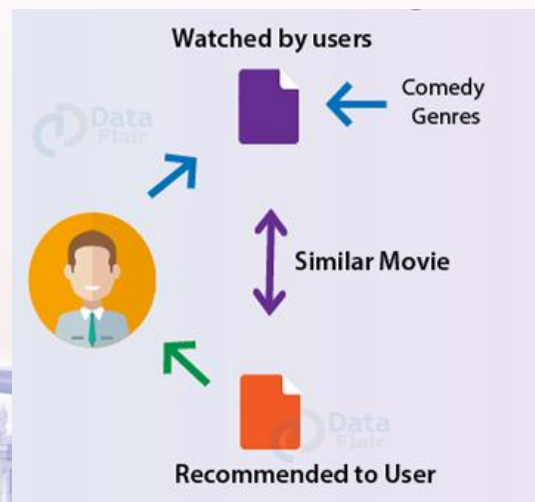 Watched by users
Comedy
Genres
Data
Flair
Similar Movie
Data
Flair
Recommended to User